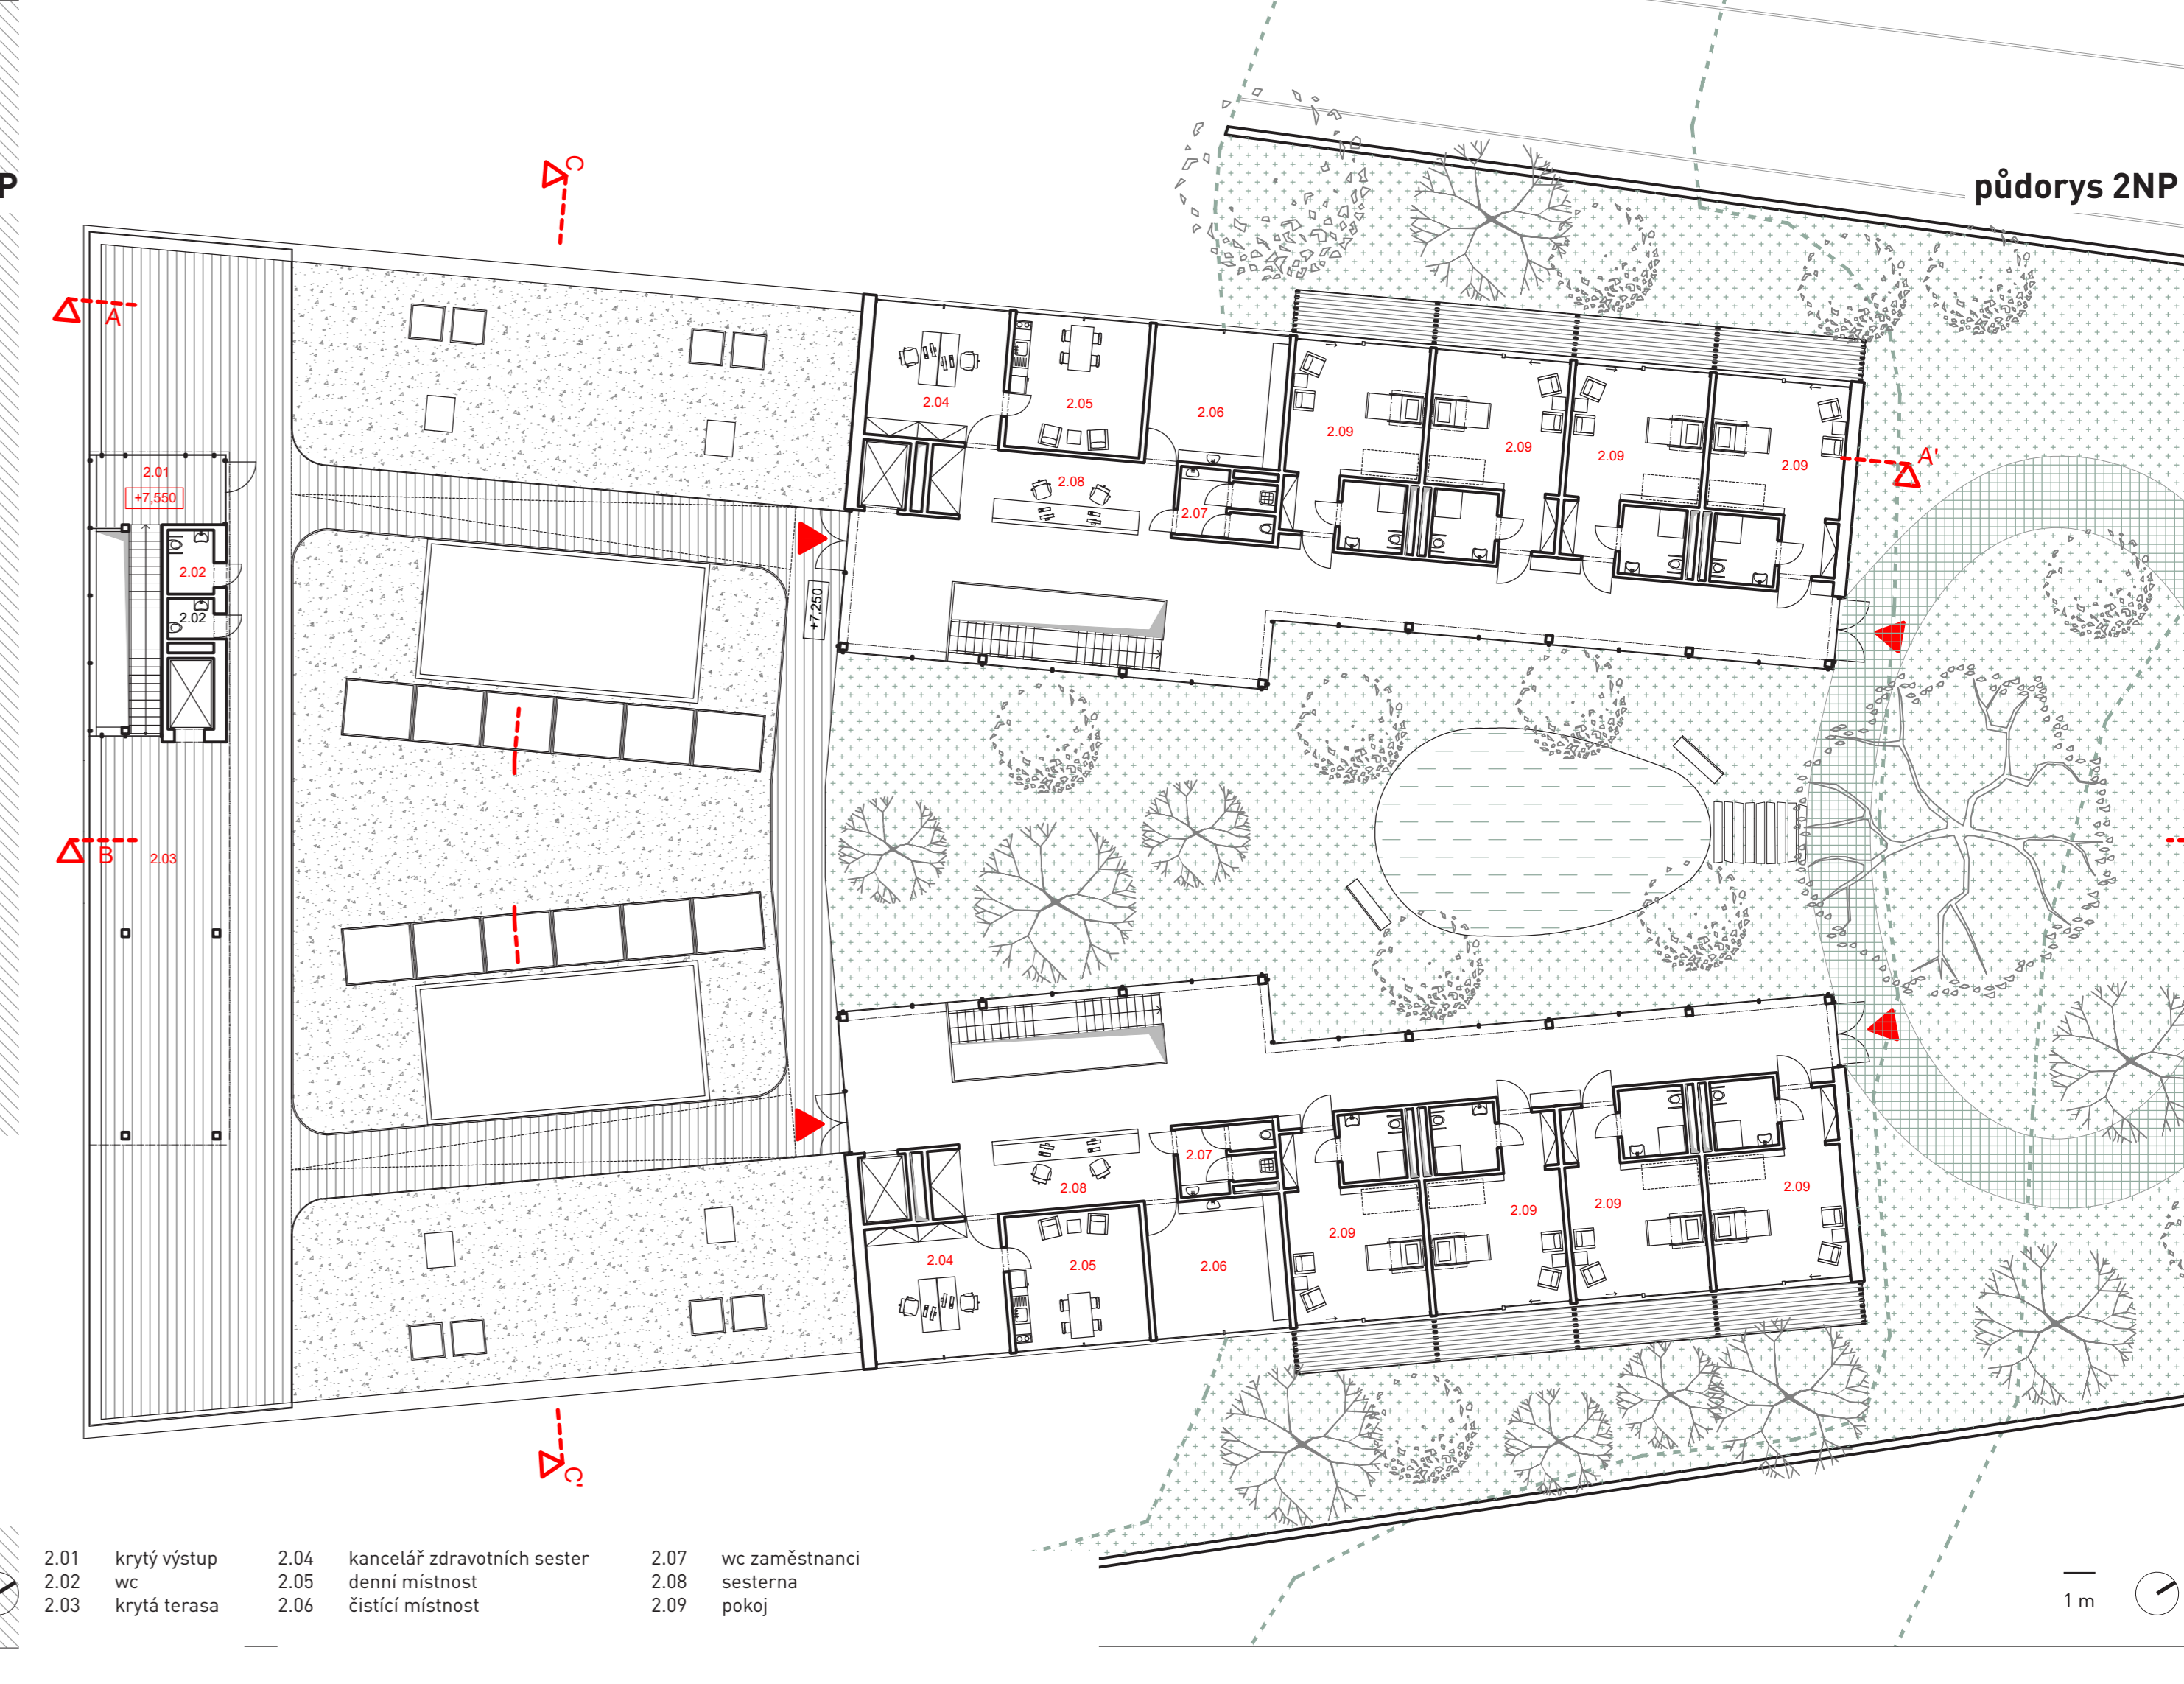 P
půdorys 2NP
C
A
2.04
2.05
2.06
2.09
2.09
2.09
2.09
A'
2.01
+7,550
2.08
2.07
2.02
2.02
+7,250
B
2.03
2.07
2.08
2.04
2.05
2.06
2.09
2.09
2.09
2.09
C'
2.01 krytý výstup 2.04 kancelář zdravotních sester 2.07 wc zaměstnanci
2.02 wc 2.05 denní místnost 2.08 sesterna
2.03 krytá terasa 2.06 čistící místnost 2.09 pokoj
1 m